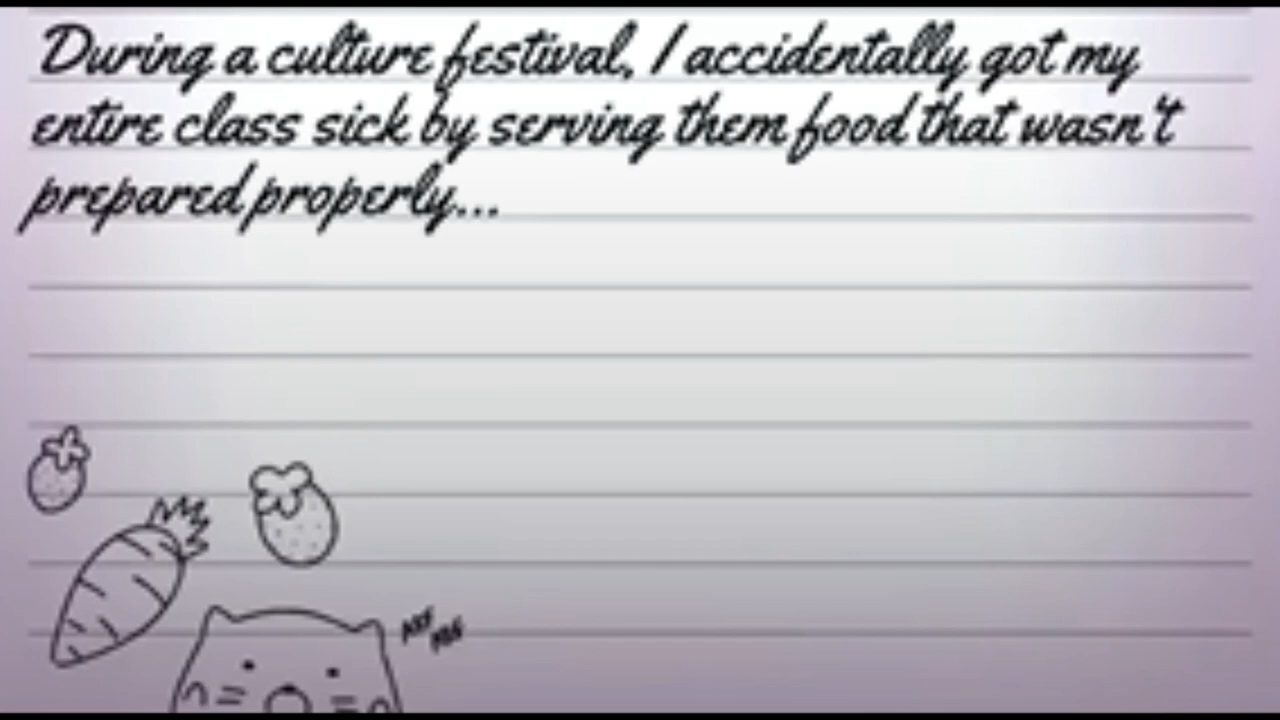 During a culture festival, I accidentally got my
entire class sick by serving them food that wasn't
prepared properly...